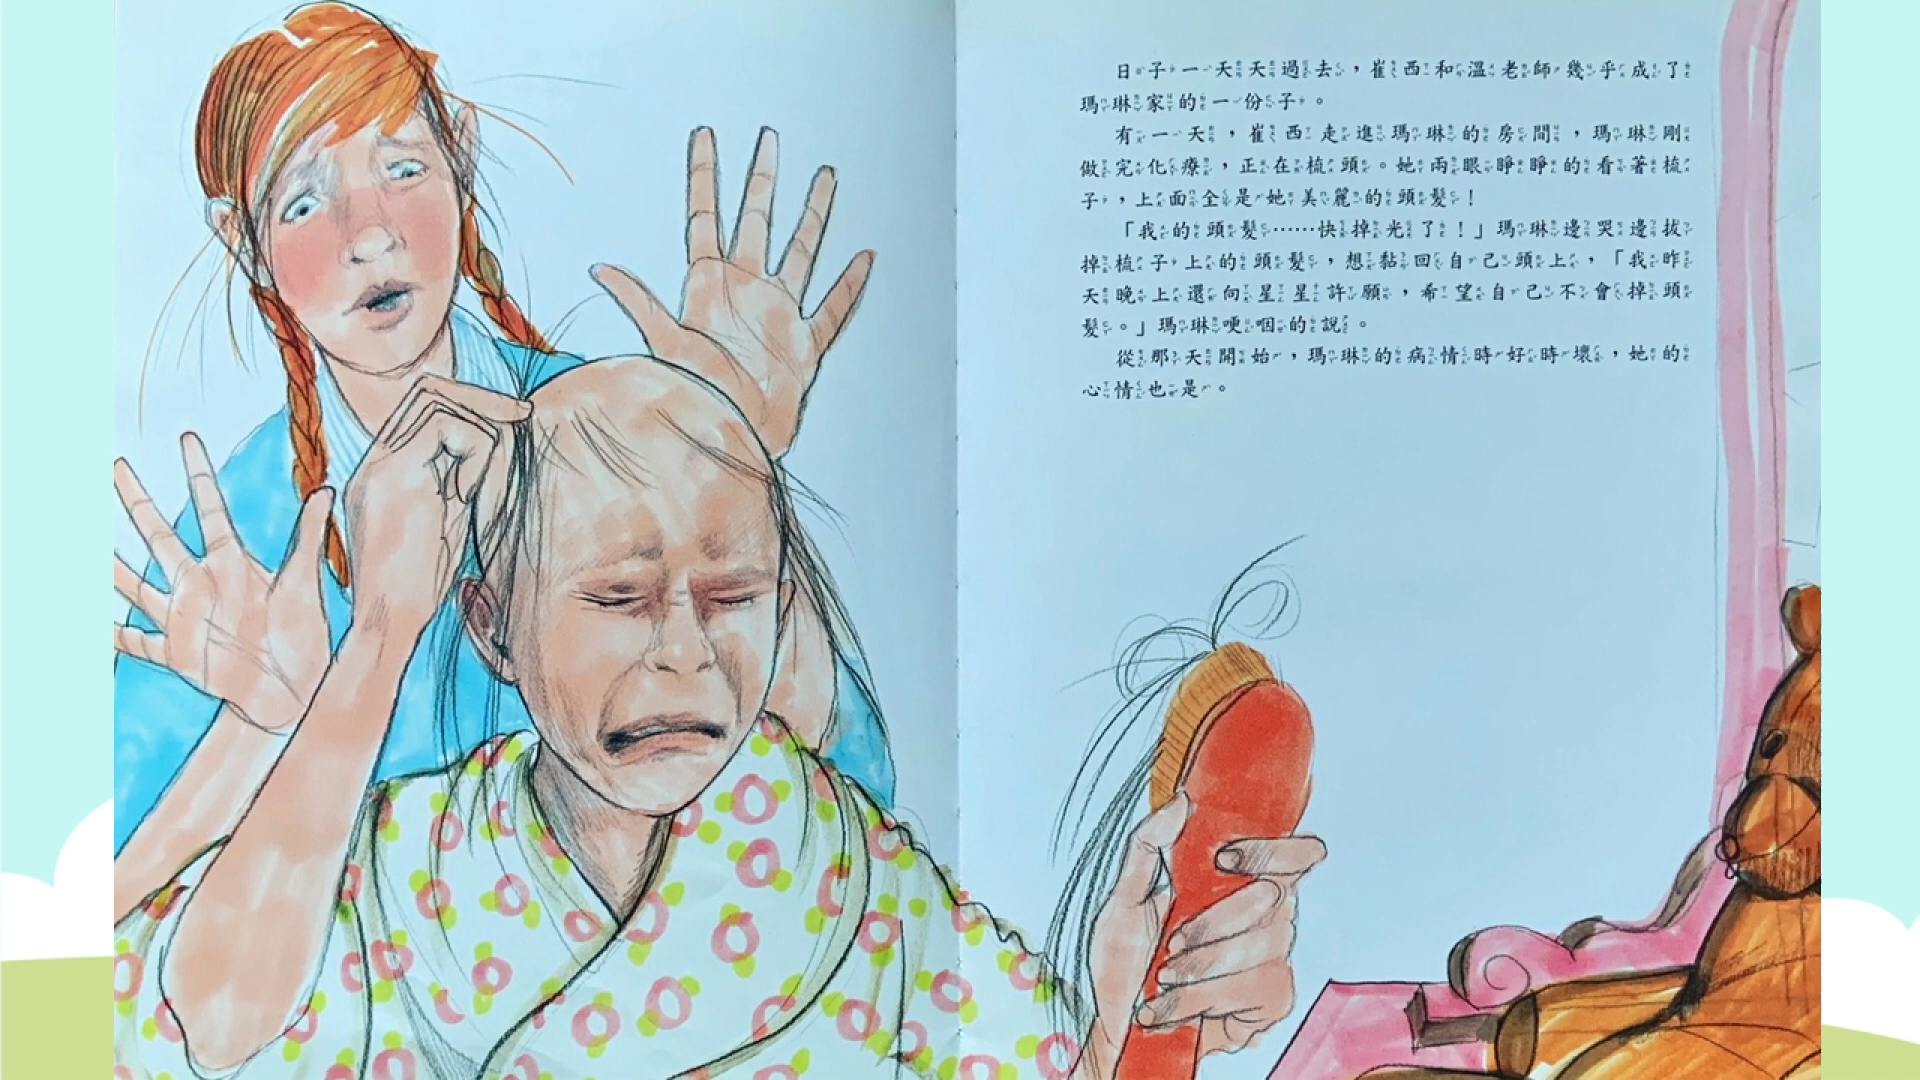 日子一天天過去，崔西和溫老師幾乎成了
瑪琳家的一份子。
有一天，崔西走進瑪琳的房間，瑪琳剛
做完化療，正在梳頭。她兩眼睜睜的看著梳
子，上面全是她美麗的頭髮！
「我的頭髮……快掉光了！」瑪琳邊哭邊拔
掉梳子上的頭髮，想黏回自己頭上，「我昨
天晚上還向星星許願，希望自己不會掉頭
髮。」瑪琳哽咽的說。
從那天開始，瑪琳的病情時好時壞，她的
心情也是。